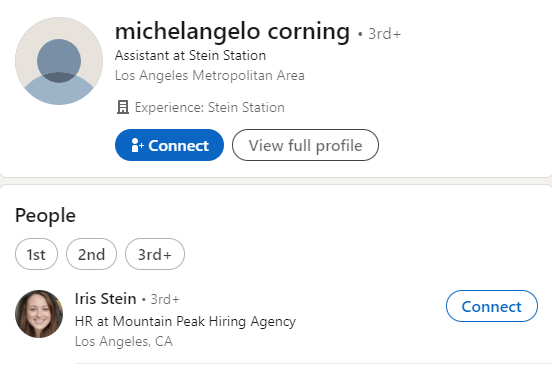 michelangelo corning • 3rd+
Assistant at Stein Station
Los Angeles Metropolitan Area
Experience: Stein Station
Connect View full profile
People
1st 2nd 3rd+
Iris Stein • 3rd+
Connect
HR at Mountain Peak Hiring Agency
Los Angeles, CA